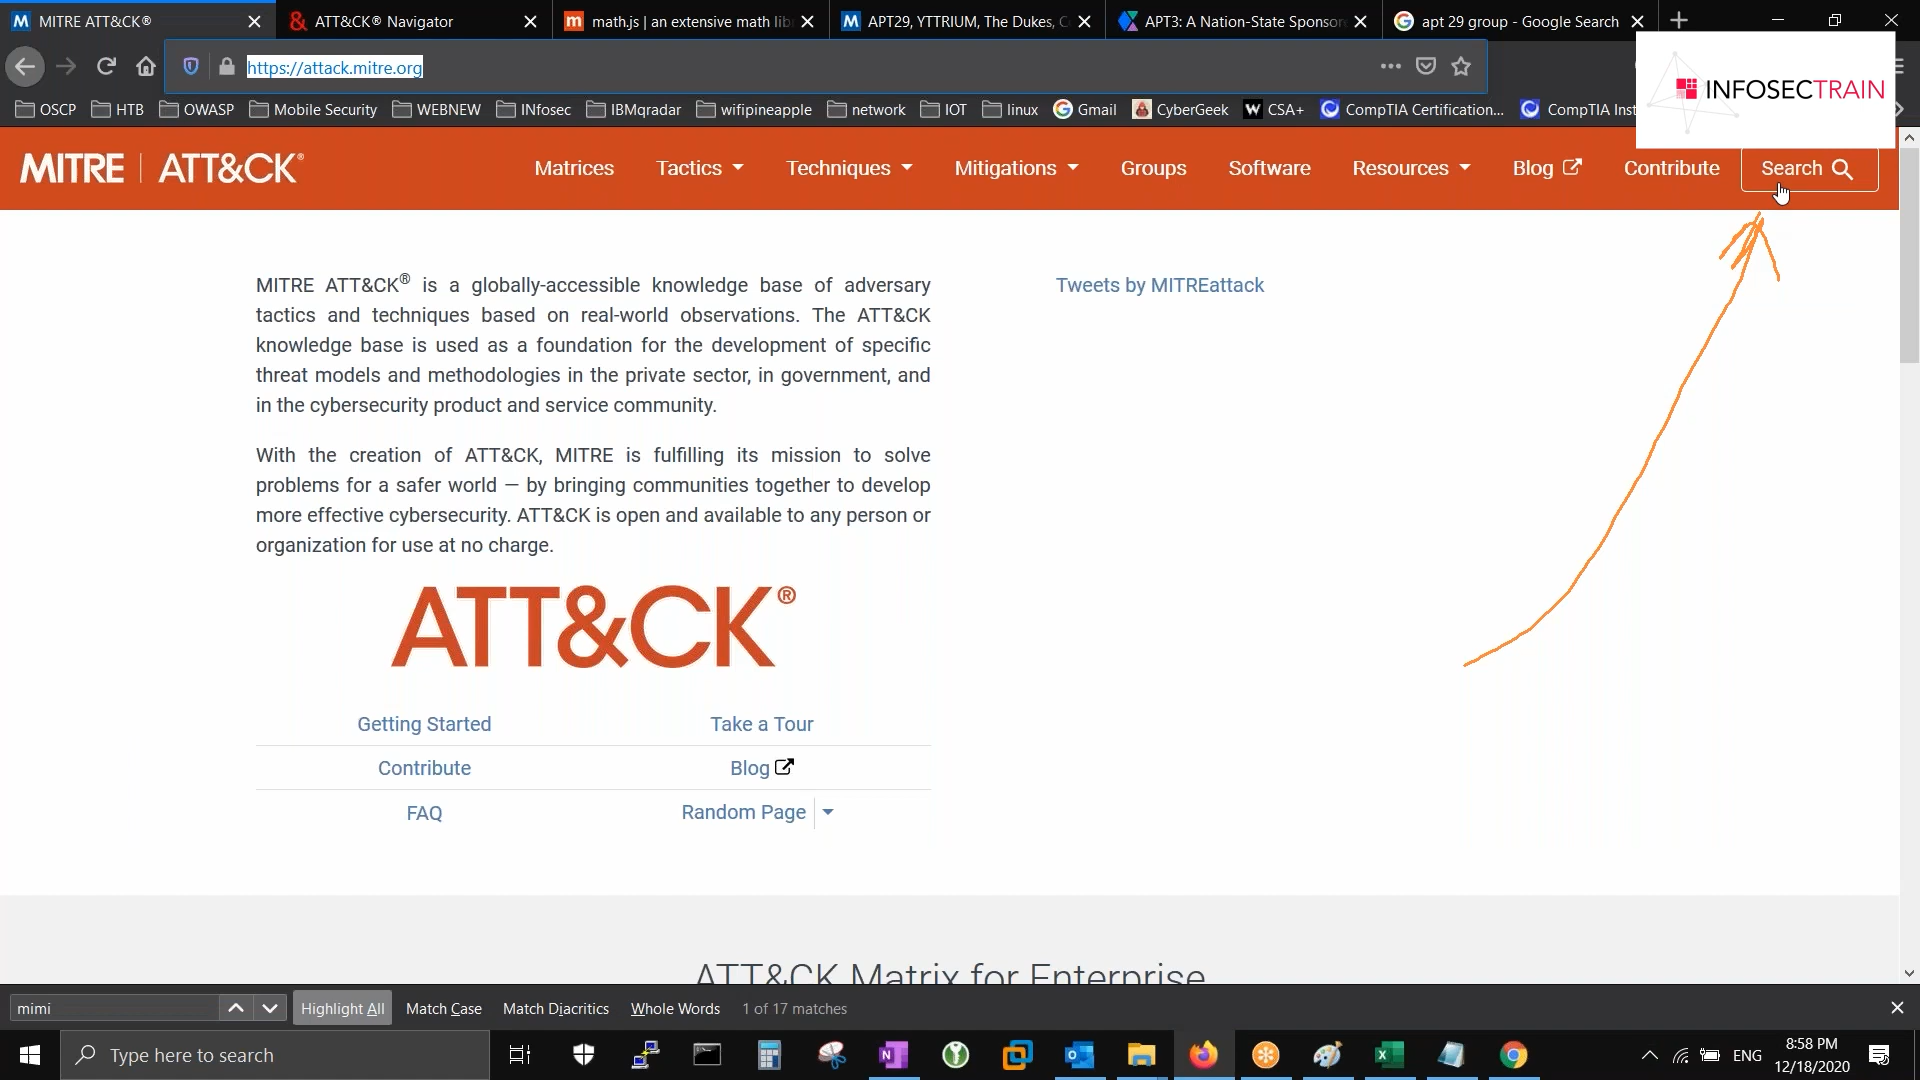 MITRE ATT&CK®
ATT&CK® Navigator
math.js | an extensive math lib
APT29, YTTRIUM, The Dukes, C
APT3: A Nation-State Sponsor
apt 29 group - Google Search
https://attack.mitre.org
INFOSECTRAIN
OSCP HTB OWASP Mobile Security WEBNEW INfosec IBMqradar wifipineapple network IOT linux Gmail CyberGeek CSA+ CompTIA Certification... CompTIA Inst
MITRE | ATT&CK®
Matrices Tactics Techniques Mitigations Groups Software Resources Blog Contribute Search
MITRE ATT&CK® is a globally-accessible knowledge base of adversary
tactics and techniques based on real-world observations. The ATT&CK
knowledge base is used as a foundation for the development of specific
threat models and methodologies in the private sector, in government, and
in the cybersecurity product and service community.
With the creation of ATT&CK, MITRE is fulfilling its mission to solve
problems for a safer world — by bringing communities together to develop
more effective cybersecurity. ATT&CK is open and available to any person or
organization for use at no charge.
Tweets by MITREattack
ATT&CK®
Getting Started Take a Tour
Contribute Blog
FAQ Random Page
ATT&CK Matrix for Enterprise
mimi Highlight All Match Case Match Diacritics Whole Words 1 of 17 matches
Type here to search
ENG
8:58 PM
12/18/2020